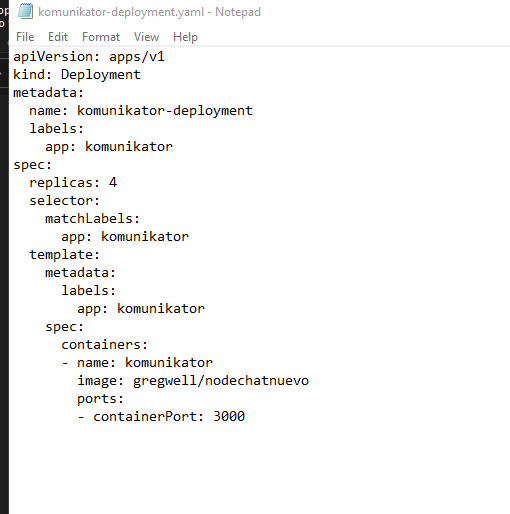 komunikator-deployment.yaml - Notepad
File Edit Format View Help
apiVersion: apps/v1
kind: Deployment
metadata:
  name: komunikator-deployment
  labels:
    app: komunikator
spec:
  replicas: 4
  selector:
    matchLabels:
      app: komunikator
  template:
    metadata:
      labels:
        app: komunikator
    spec:
      containers:
      - name: komunikator
        image: gregwell/nodechatnuevo
        ports:
        - containerPort: 3000